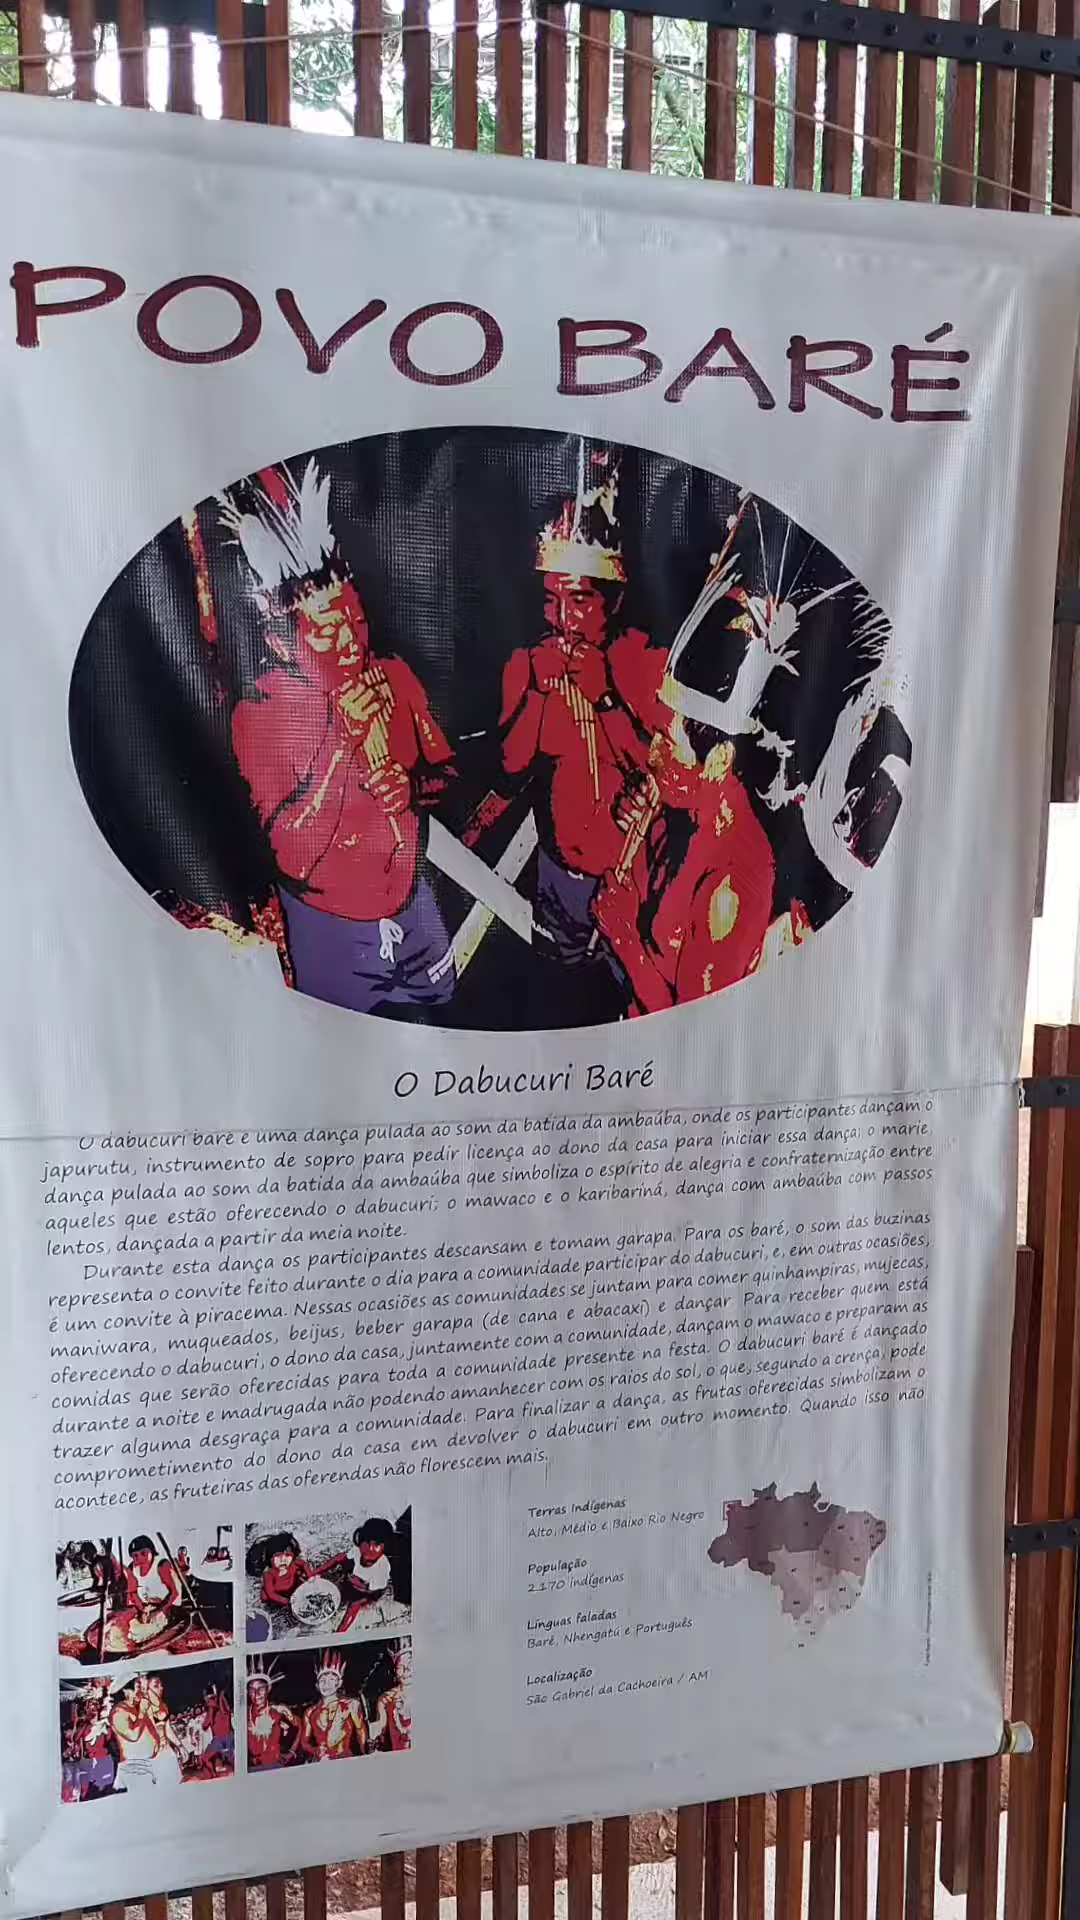 POVO BARÉ
O Dabucuri Baré
O dabucuri baré é uma dança pulada ao som da batida da ambaúba, onde os participantes dançam o
japurutu, instrumento de sopro para pedir licença ao dono da casa para iniciar essa dança; o marie,
dança pulada ao som da batida da ambaúba que simboliza o espírito de alegria e confraternização entre
aqueles que estão oferecendo o dabucuri; o mawaco e o karibariná, dança com ambaúba com passos
lentos, dançada a partir da meia noite.
Durante esta dança os participantes descansam e tomam garapa. Para os baré, o som das buzinas
representa o convite feito durante o dia para a comunidade participar do dabucuri, e, em outras ocasiões,
é um convite à piracema. Nessas ocasiões as comunidades se juntam para comer quinhampiras, mujecas,
maniwara, muqueados, beijus, beber garapa (de cana e abacaxi) e dançar. Para receber quem está
oferecendo o dabucuri, o dono da casa, juntamente com a comunidade, dançam o mawaco e preparam as
comidas que serão oferecidas para toda a comunidade presente na festa. O dabucuri baré é dançado
durante a noite e madrugada não podendo amanhecer com os raios do sol, o que, segundo a crença, pode
trazer alguma desgraça para a comunidade. Para finalizar a dança, as frutas oferecidas simbolizam o
comprometimento do dono da casa em devolver o dabucuri em outro momento. Quando isso não
acontece, as fruteiras das oferendas não florescem mais.
Terras Indígenas
Alto, Médio e Baixo Rio Negro
População
2.170 indígenas
Línguas faladas
Baré, Nhengatú e Português
Localização
São Gabriel da Cachoeira / AM